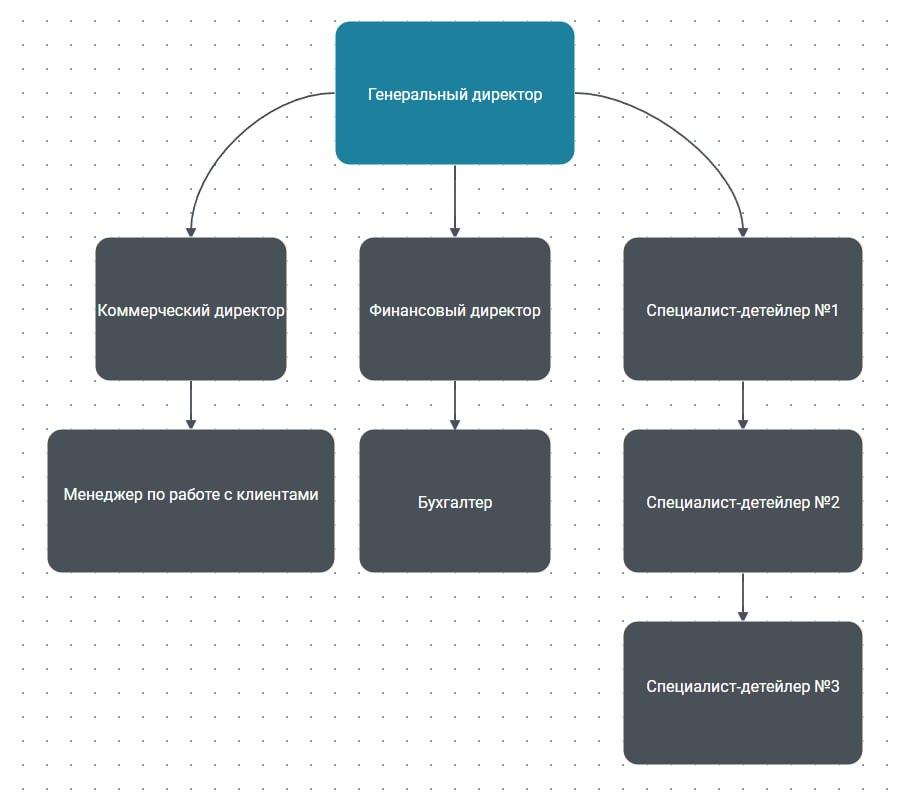 Генеральный директор
Коммерческий директор
Финансовый директор
Специалист-детейлер №1
Менеджер по работе с клиентами
Бухгалтер
Специалист-детейлер №2
Специалист-детейлер №3